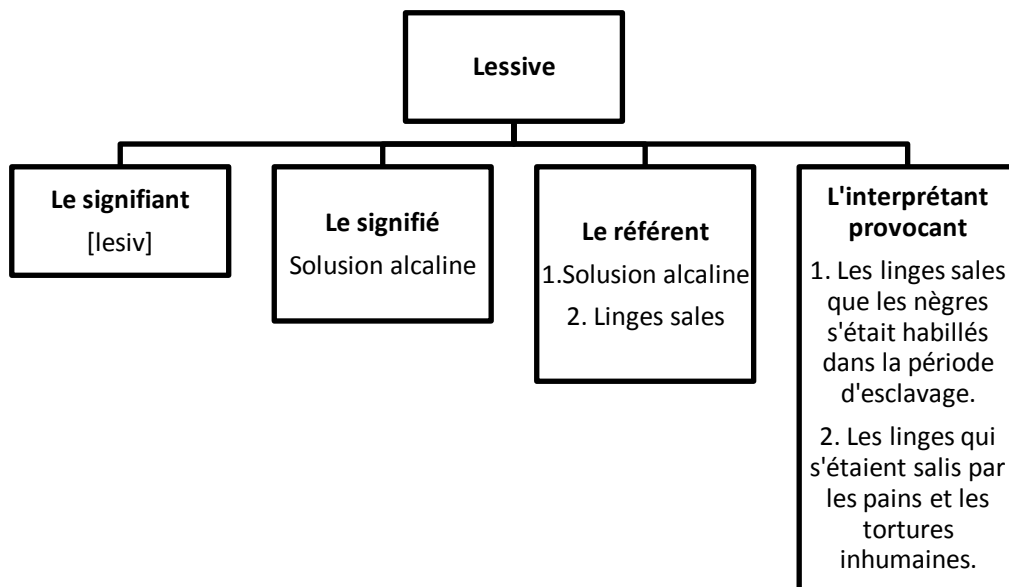 Lessive
Le signifiant
[lesiv]
Le signifié
Solusion alcaline
Le référent
1.Solusion alcaline
2. Linges sales
L'interprétant
provocant
1. Les linges sales
que les nègres
s'était habillés
dans la période
d'esclavage.
2. Les linges qui
s'étaient salis par
les pains et les
tortures
inhumaines.